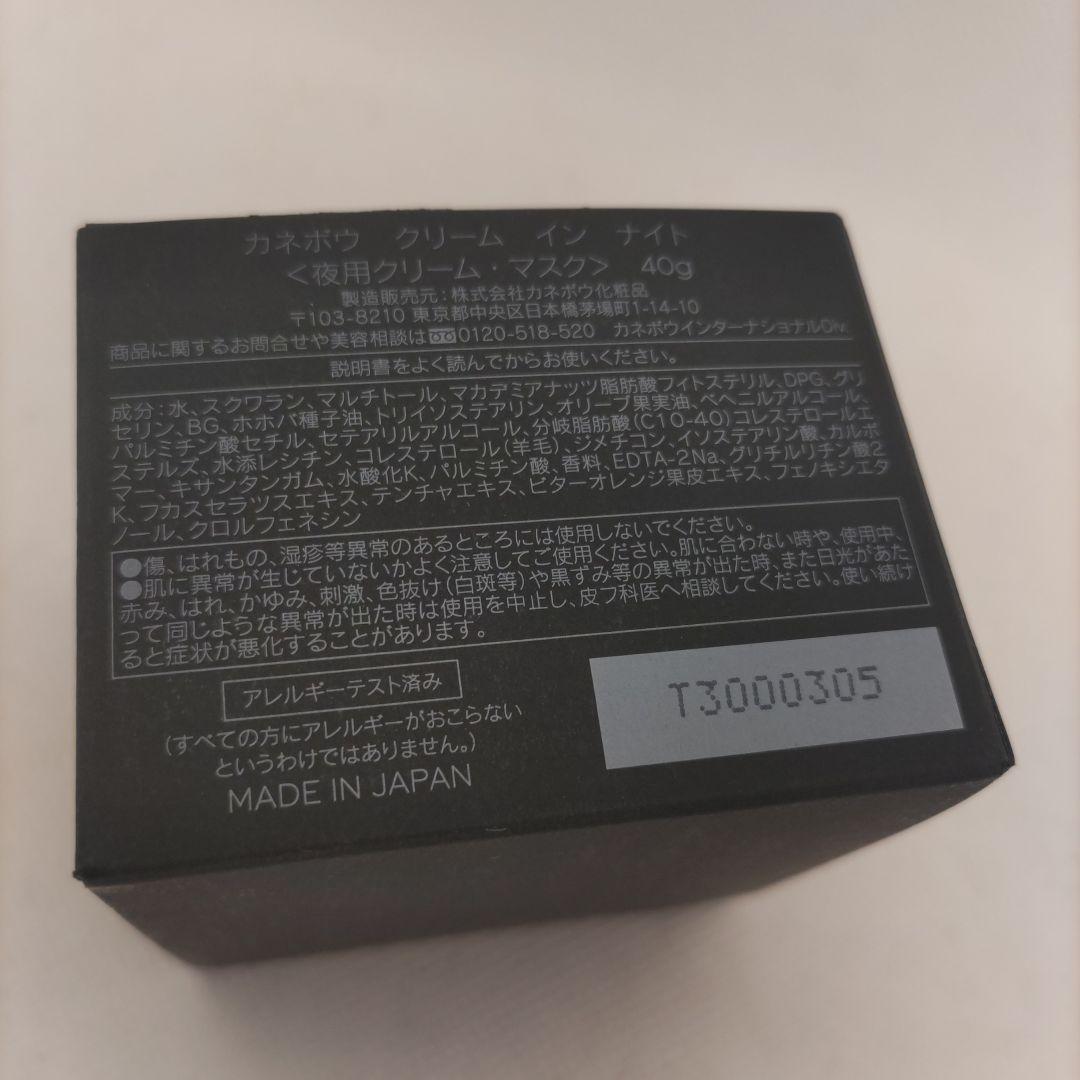 カネボウ クリーム イン ナイト
<夜用クリーム・マスク> 40g
製造販売元：株式会社カネボウ化粧品
〒103-8210 東京都中央区日本橋茅場町1-14-10
商品に関するお問合せや美容相談は 0120-518-520 カネボウインターナショナルDiv.
説明書をよく読んでからお使いください。
成分：水、スクワラン、マルチトール、マカデミアナッツ脂肪酸フィトステリル、DPG、グリ
セリン、BG、ホホバ種子油、トリイソステアリン、オリーブ果実油、ベヘニルアルコール、
パルミチン酸セチル、セテアリルアルコール、分岐脂肪酸(C10-40)コレステロールエ
ステルズ、水添レシチン、コレステロール(羊毛)、ジメチコン、イソステアリン酸、カルボ
マー、キサンタンガム、水酸化K、パルミチン酸、香料、EDTA-2Na、グリチルリチン酸2
K、フカスセラツスエキス、テンチャエキス、ビターオレンジ果皮エキス、フェノキシエタ
ノール、クロルフェネシン
●傷、はれもの、湿疹等異常のあるところには使用しないでください。
●肌に異常が生じていないかよく注意してご使用ください。肌に合わない時や、使用中、
赤み、はれ、かゆみ、刺激、色抜け(白斑等)や黒ずみ等の異常が出た時、また日光があた
って同じような異常が出た時は使用を中止し、皮フ科医へ相談してください。使い続け
ると症状が悪化することがあります。
アレルギーテスト済み
(すべての方にアレルギーがおこらない
というわけではありません。)
MADE IN JAPAN
T3000305